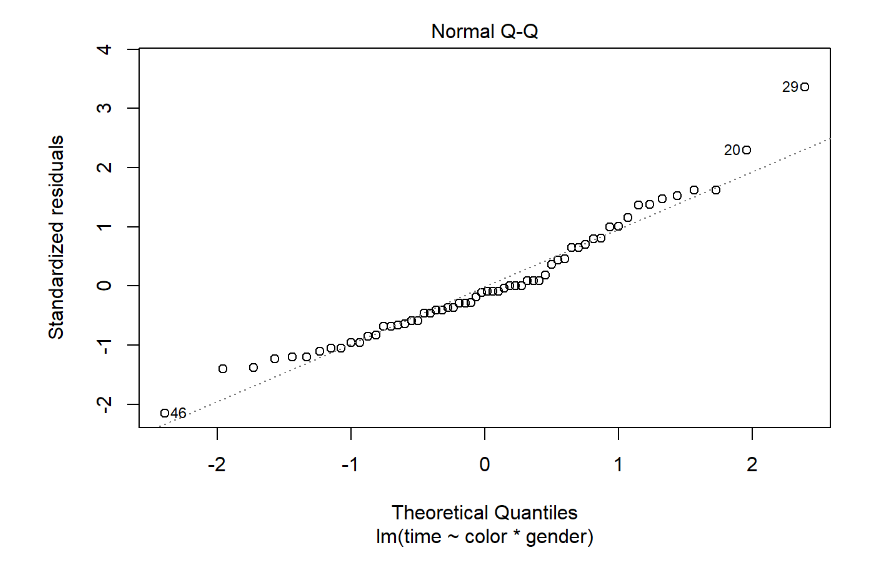 Normal Q-Q
4
3
2
1
0
-1
-2
Standardized residuals
29
20
46
-2 -1 0 1 2
Theoretical Quantiles
lm(time ~ color * gender)